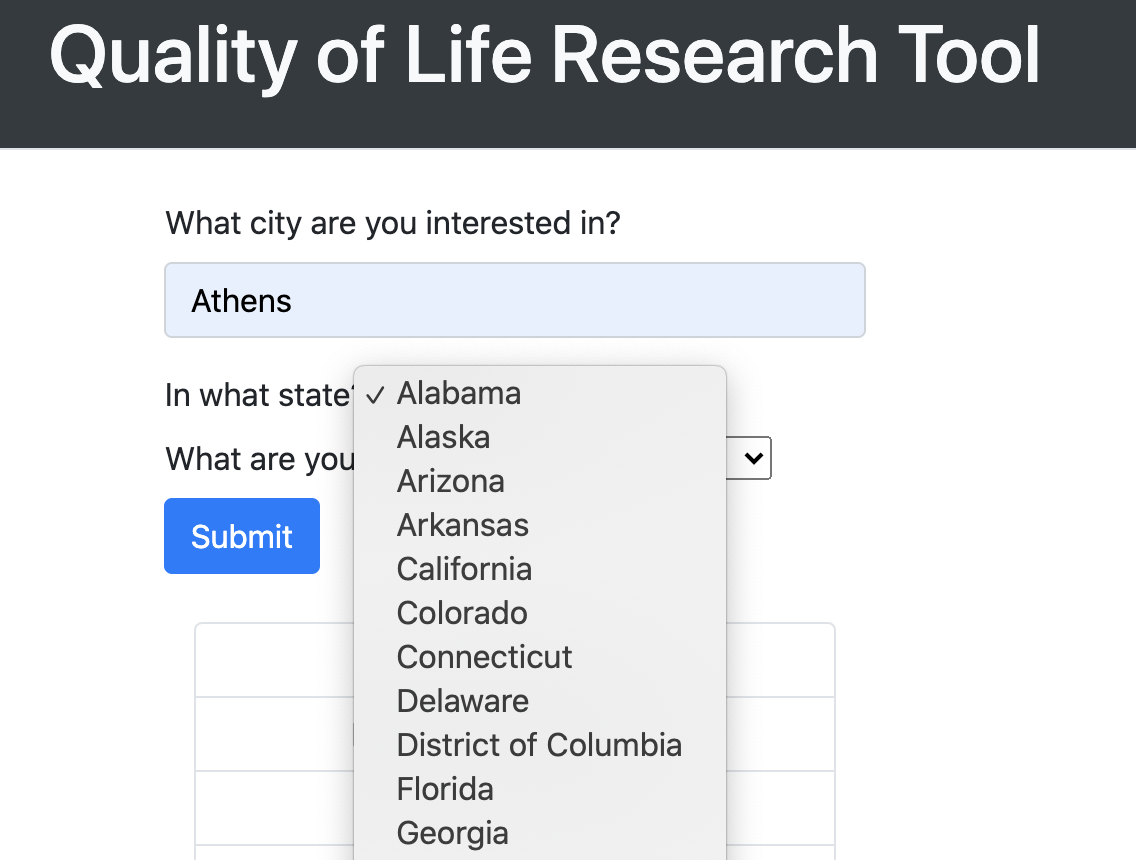 Quality of Life Research Tool
What city are you interested in?
Athens
In what state?
Alabama
Alaska
Arizona
Arkansas
California
Colorado
Connecticut
Delaware
District of Columbia
Florida
Georgia
What are you
Submit